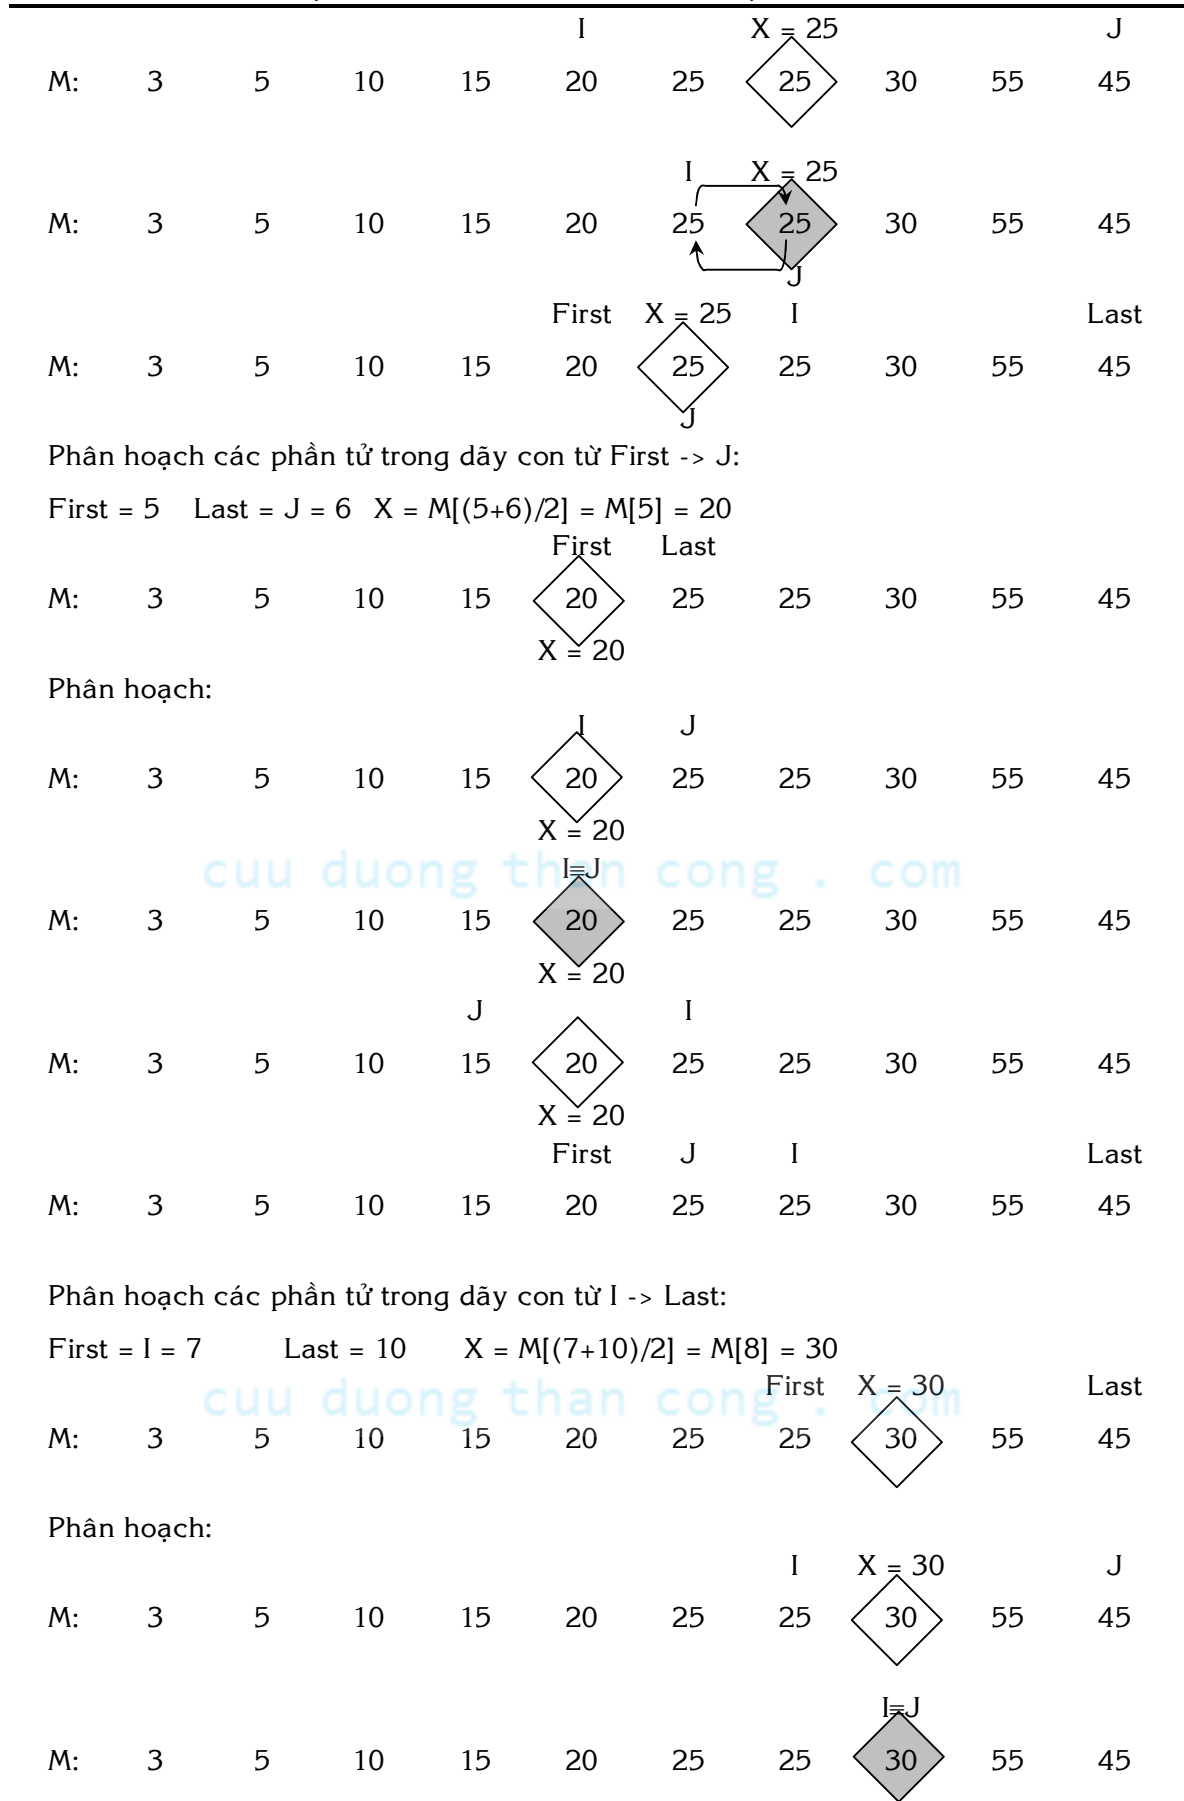 I X = 25 J
M: 3 5 10 15 20 25 25 30 55 45
I X = 25
M: 3 5 10 15 20 25 25 30 55 45
J
First X = 25 I Last
M: 3 5 10 15 20 25 25 30 55 45
J
Phân hoạch các phần tử trong dãy con từ First -> J:
First = 5 Last = J = 6 X = M[(5+6)/2] = M[5] = 20
First Last
M: 3 5 10 15 20 25 25 30 55 45
X = 20
Phân hoạch:
I J
M: 3 5 10 15 20 25 25 30 55 45
X = 20
cuu duong than cong . com
I≡J
M: 3 5 10 15 20 25 25 30 55 45
X = 20
J I
M: 3 5 10 15 20 25 25 30 55 45
X = 20
First J I Last
M: 3 5 10 15 20 25 25 30 55 45
Phân hoạch các phần tử trong dãy con từ I -> Last:
First = I = 7 Last = 10 X = M[(7+10)/2] = M[8] = 30
First X = 30 Last
cuu duong than cong . com
M: 3 5 10 15 20 25 25 30 55 45
Phân hoạch:
I X = 30 J
M: 3 5 10 15 20 25 25 30 55 45
I≡J
M: 3 5 10 15 20 25 25 30 55 45